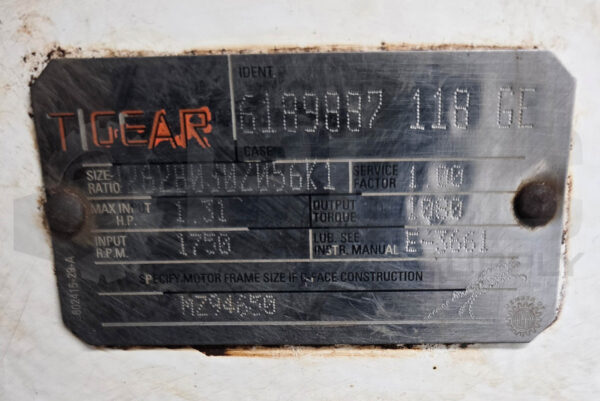 IDENT.
TIGEAR
6189887 118 GE
CASE
SIZE-RATIO
SERVICE FACTOR 1.00
MAX INPUT H.P. 1.31 OUTPUT TORQUE 1060
INPUT R.P.M. 1750 LUB. SEE INSTR. MANUAL E-3661
SPECIFY MOTOR FRAME SIZE IF C-FACE CONSTRUCTION
MZ94650